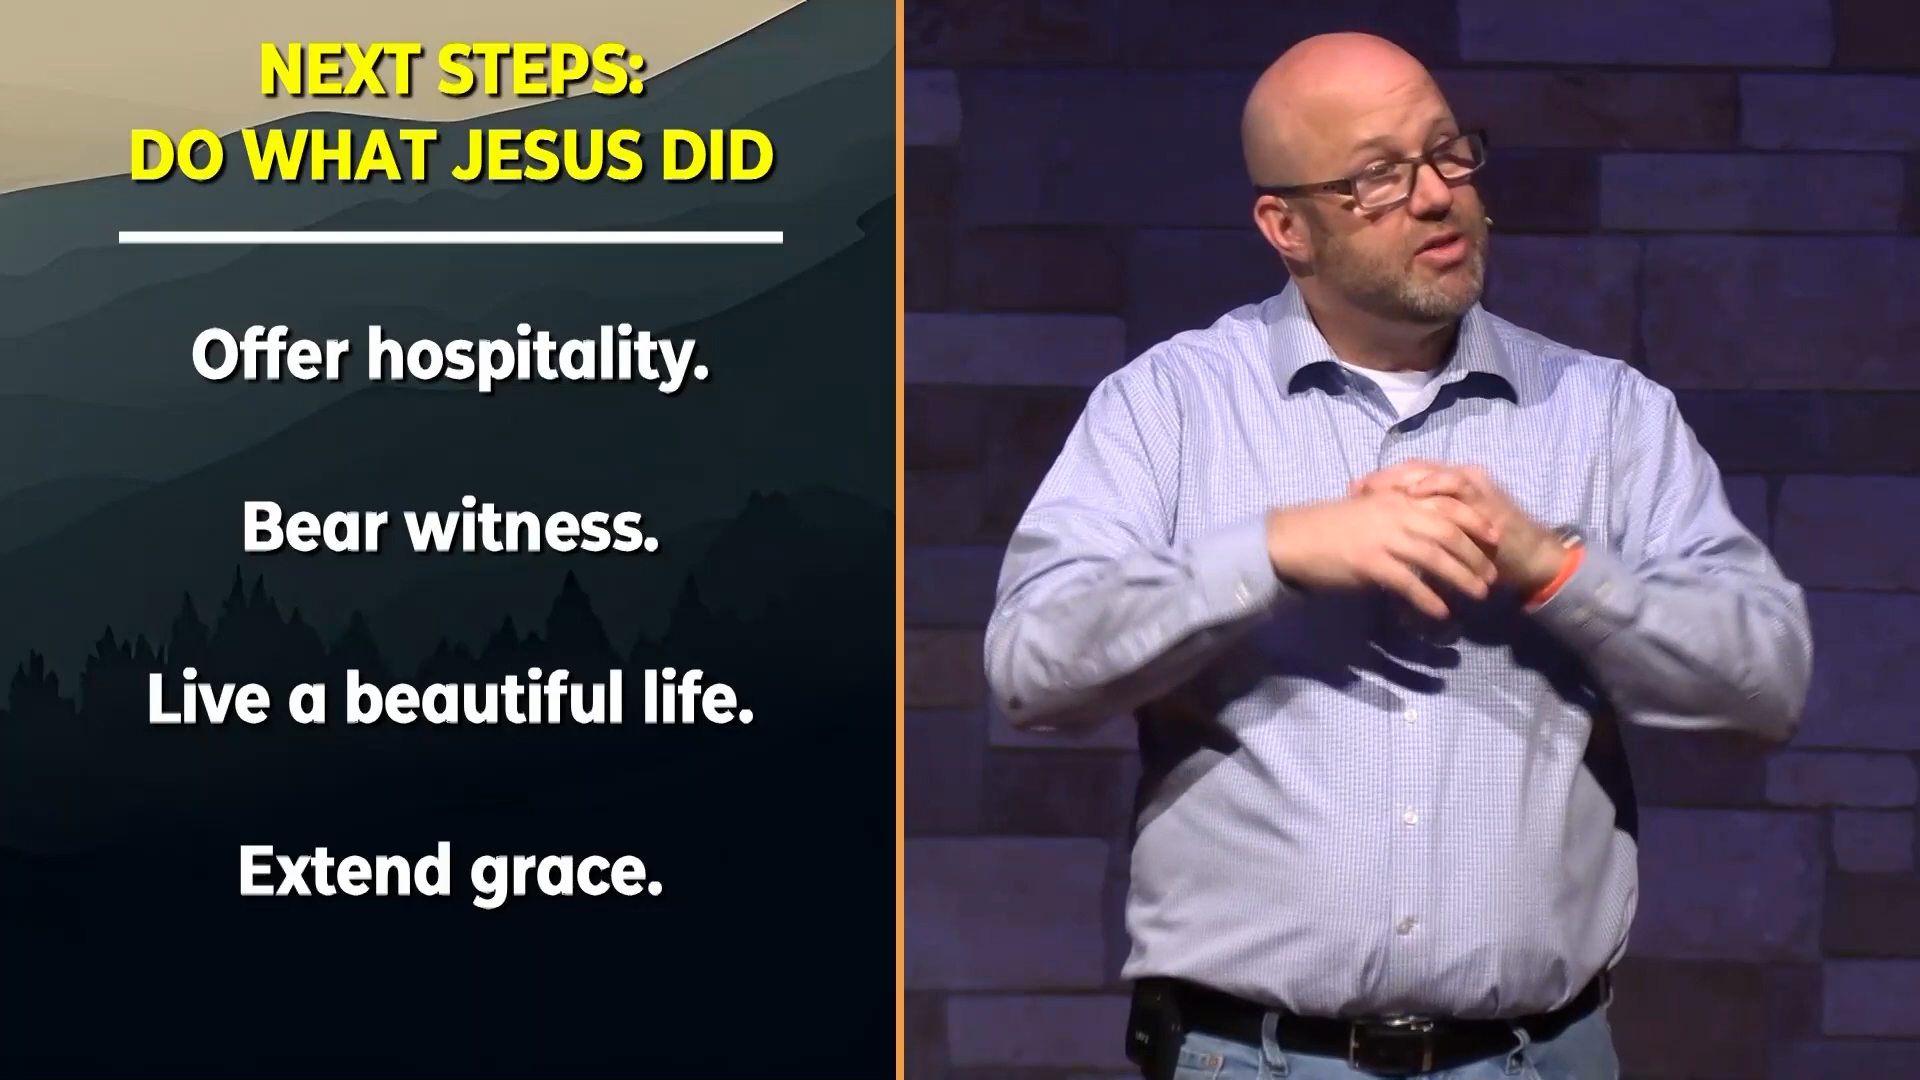 NEXT STEPS:
DO WHAT JESUS DID
Offer hospitality.
Bear witness.
Live a beautiful life.
Extend grace.